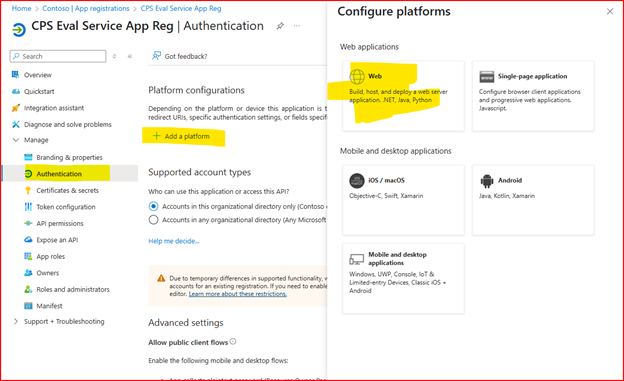 Home > Contoso | App registrations > CPS Eval Service App Reg
CPS Eval Service App Reg | Authentication
Search
Got feedback?
Overview
Quickstart
Integration assistant
Diagnose and solve problems
Manage
Branding & properties
Authentication
Certificates & secrets
Token configuration
API permissions
Expose an API
App roles
Owners
Roles and administrators
Manifest
Support + Troubleshooting
Platform configurations
Depending on the platform or device this application is t
redirect URIs, specific authentication settings, or fields specif
Add a platform
Supported account types
Who can use this application or access this API?
Accounts in this organizational directory only (Contoso
Accounts in any organizational directory (Any Microsoft
Help me decide...
Due to temporary differences in supported functionality, w
accounts for an existing registration. If you need to enable
editor. Learn more about these restrictions.
Advanced settings
Allow public client flows
Enable the following mobile and desktop flows:
Configure platforms
Web applications
Web
Build, host, and deploy a web server
application. .NET, Java, Python
Single-page application
Configure browser client applications
and progressive web applications.
Javascript.
Mobile and desktop applications
iOS / macOS
Objective-C, Swift, Xamarin
Android
Java, Kotlin, Xamarin
Mobile and desktop
applications
Windows, UWP, Console, IoT &
Limited-entry Devices, Classic iOS +
Android